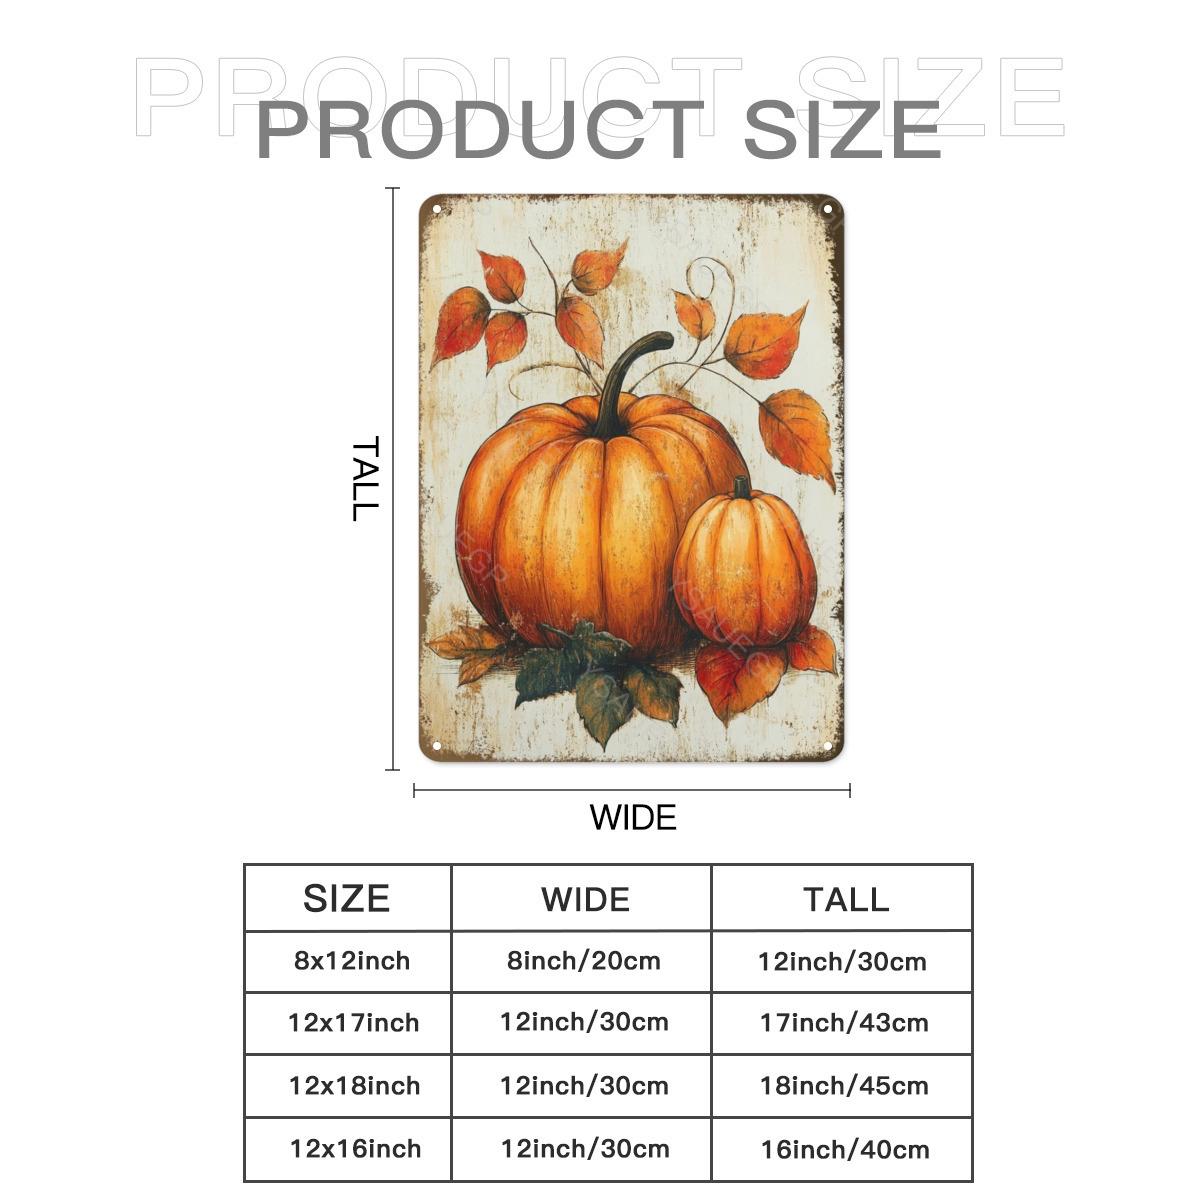 PRODUCT SIZE
PRODUCT SIZE
TALL
WIDE
SIZE WIDE TALL
8x12inch 8inch/20cm 12inch/30cm
12x17inch 12inch/30cm 17inch/43cm
12x18inch 12inch/30cm 18inch/45cm
12x16inch 12inch/30cm 16inch/40cm